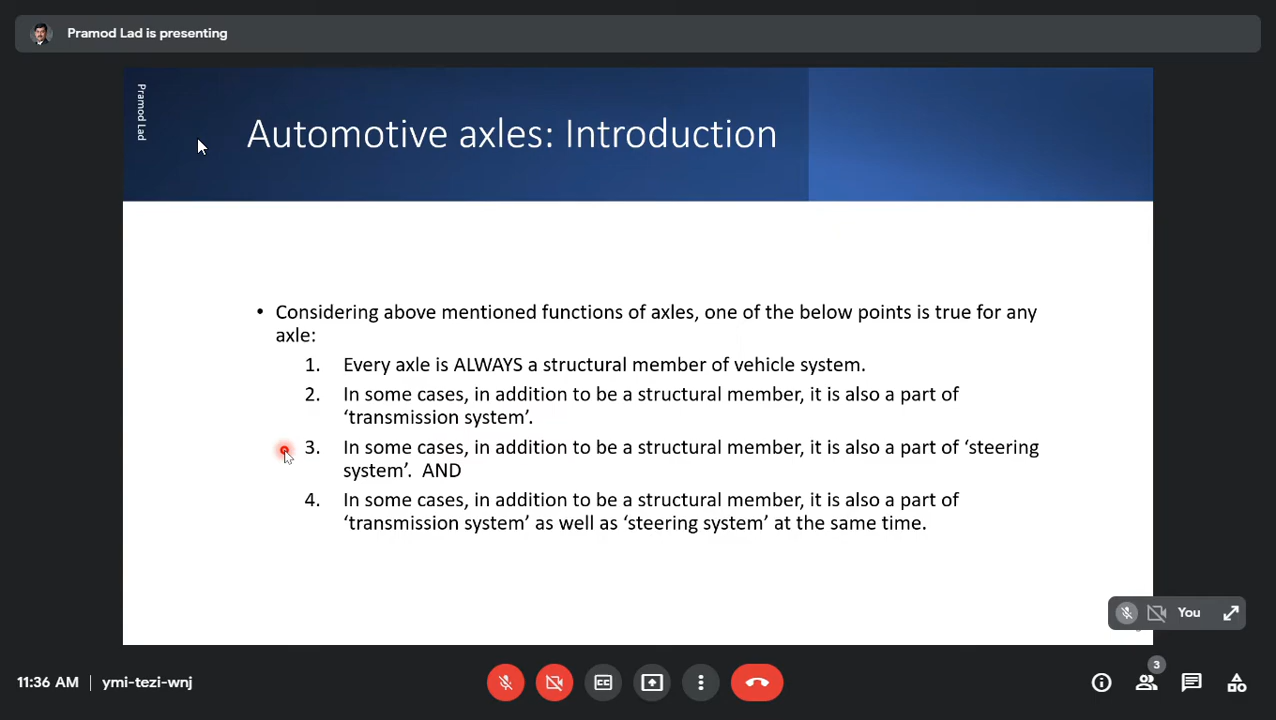 Pramod Lad is presenting
Pramod Lad
Automotive axles: Introduction
• Considering above mentioned functions of axles, one of the below points is true for any
axle:
1. Every axle is ALWAYS a structural member of vehicle system.
2. In some cases, in addition to be a structural member, it is also a part of
‘transmission system’.
3. In some cases, in addition to be a structural member, it is also a part of ‘steering
system’. AND
4. In some cases, in addition to be a structural member, it is also a part of
‘transmission system’ as well as ‘steering system’ at the same time.
You
11:36 AM | ymi-tezi-wnj
3